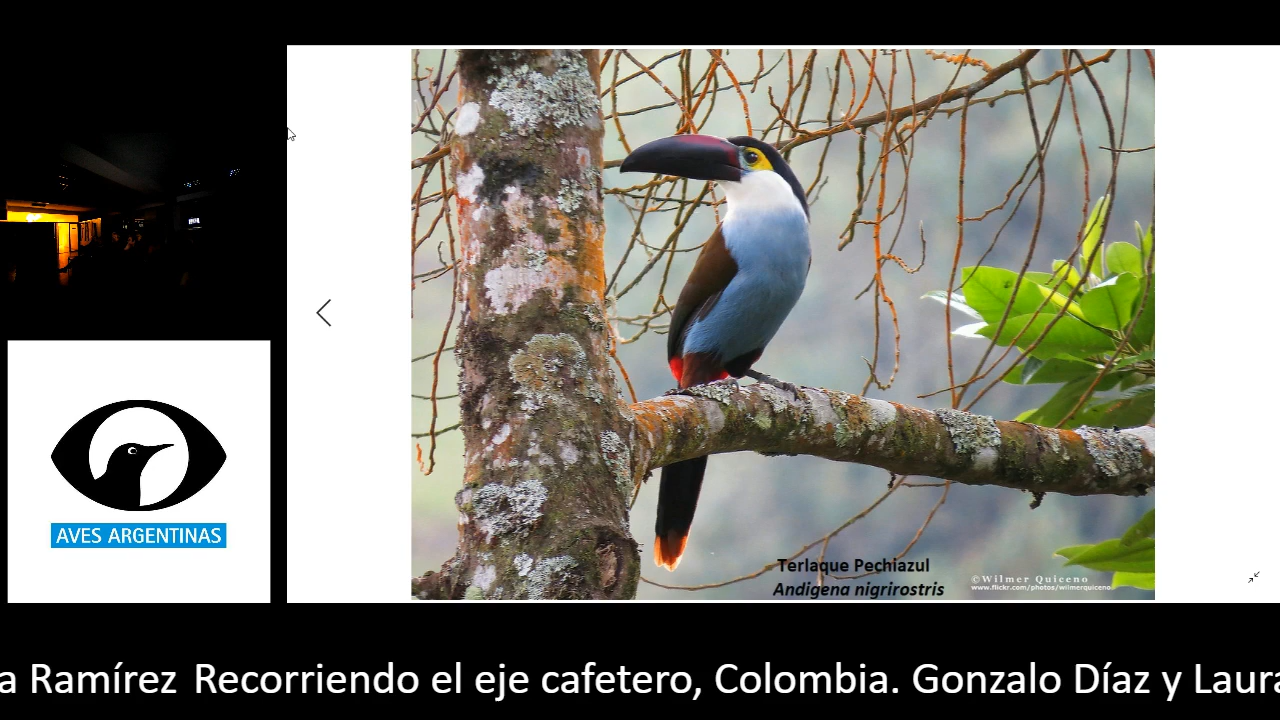 Terlaque Pechiazul
Andigena nigrirostris
©Wilmer Quiceno
www.flickr.com/photos/wilmerquiceno
AVES ARGENTINAS
a Ramírez Recorriendo el eje cafetero, Colombia. Gonzalo Díaz y Laura